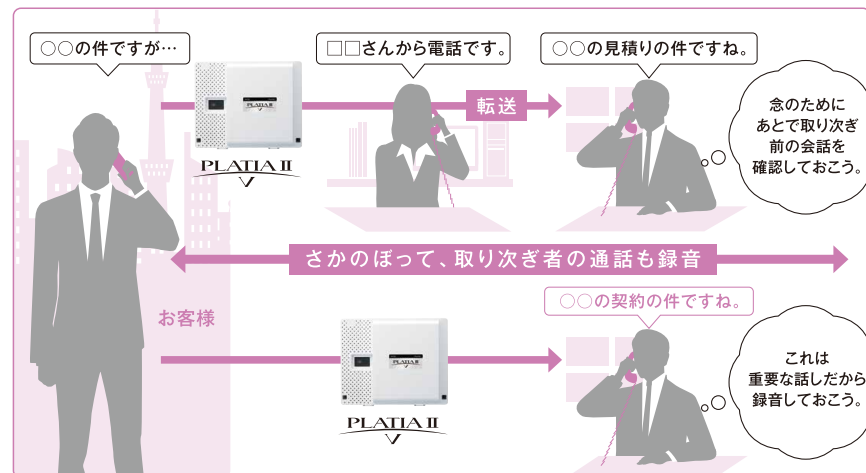 ○○の件ですが…
□□さんから電話です。
○○の見積りの件ですね。
転送
念のために
あとで取り次ぎ
前の会話を
確認しておこう。
PLATIA II
V
さかのぼって、取り次ぎ者の通話も録音
お客様
○○の契約の件ですね。
PLATIA II
これは
重要な話しだから
録音しておこう。
PLATIA II
V